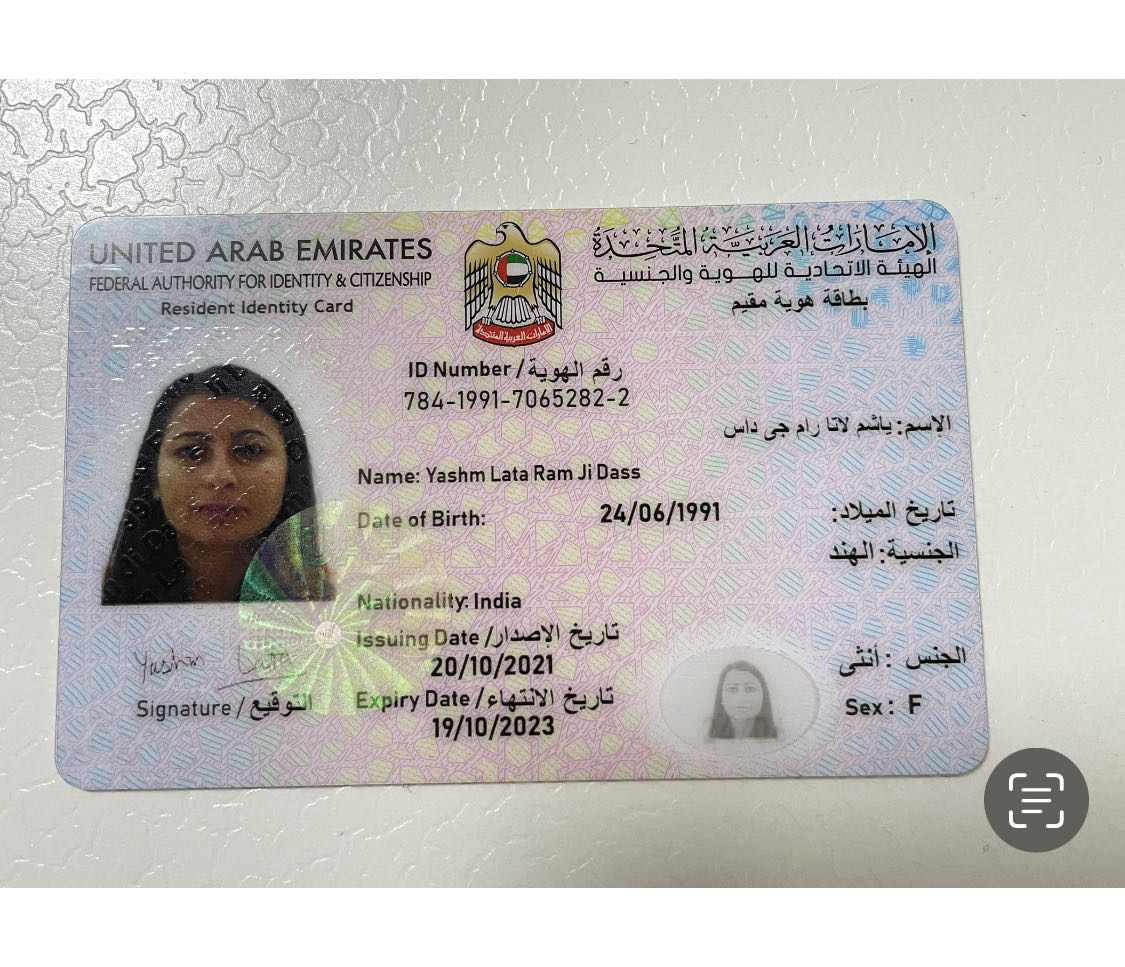 UNITED ARAB EMIRATES
FEDERAL AUTHORITY FOR IDENTITY & CITIZENSHIP
Resident Identity Card
الإمارات العربية المتحدة
الهيئة الاتحادية للهوية والجنسية
بطاقة هوية مقيم
الإمارات العربية المتحدة
ID Number / رقم الهوية
784-1991-7065282-2
الإسم: ياشم لاتا رام جى داس
Name: Yashm Lata Ram Ji Dass
Date of Birth: 24/06/1991 تاريخ الميلاد:
الجنسية: الهند
Nationality: India
Issuing Date / تاريخ الإصدار
20/10/2021
Expiry Date / تاريخ الانتهاء
19/10/2023
الجنس : أنثى
Sex: F
Yashm Lata
Signature / التوقيع